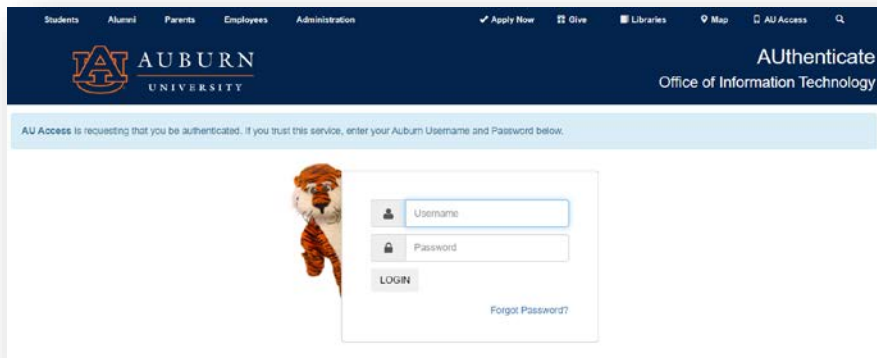 Students Alumni Parents Employees Administration Apply Now Give Libraries Map AU Access
AUBURN
UNIVERSITY
AUthenticate
Office of Information Technology
AU Access is requesting that you be authenticated. If you trust this service, enter your Auburn Username and Password below.
Username
Password
LOGIN
Forgot Password?